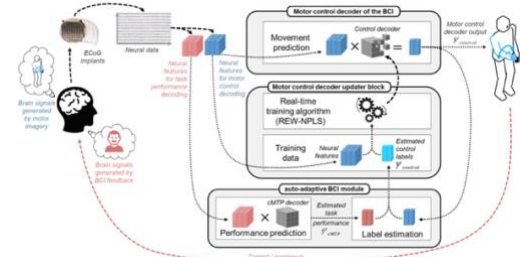 Motor control decoder of the BCI
Movement prediction
Control decoder
×
=
Motor control
decoder output
ECoG
implants
Neural data
Neural
features
for task
performance
decoding
Neural
features for
motor control
decoding
Brain signals
generated
by motor
imagery
Brain signals
generated by
BCI feedback
Motor control decoder updater block
Real-time
training algorithm
(REW-NPLS)
Training
data
Neural
features
Estimated
control
labels
auto-adaptive BCI module
cMTP decoder
×
Performance prediction
Estimated
task
performance
Label estimation